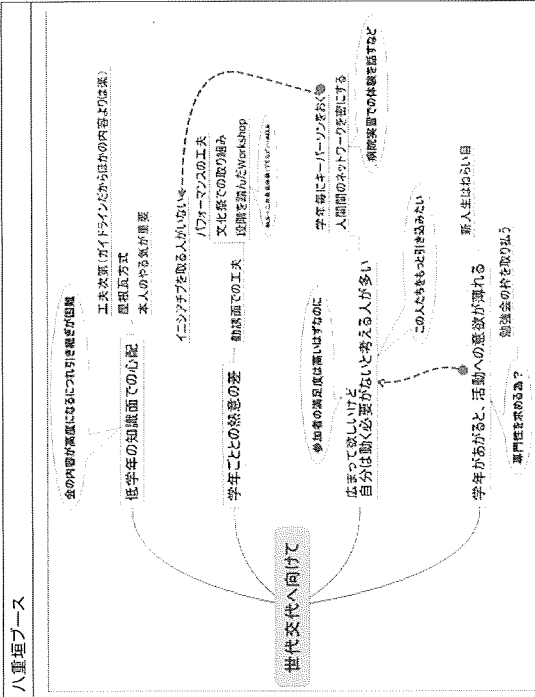 八重垣ブース
世代交代へ向けて
低学年の知識面での心配
会の内容が高度になるにつれ引き継ぎが困難
工夫次第(ガイドラインだからほかの内容よりは楽)
屋根瓦方式
本人のやる気が重要
学年ごとの熱意の差
イニシアチブを取る人がいない
勧誘面での工夫
パフォーマンスの工夫
文化祭での取り組み
段階を踏んだWorkshop
広まって欲しいけど
自分は動く必要がないと考える人が多い
参加者の満足度は高いはずなのに
この人たちをもっと引き込みたい
学年毎にキーパーソンをおく
人間間のネットワークを密にする
病院実習での体験を話すなど
学年があがると、活動への意欲が薄れる
専門性を求める為?
新入生はねらい目
勉強会の枠を取り払う